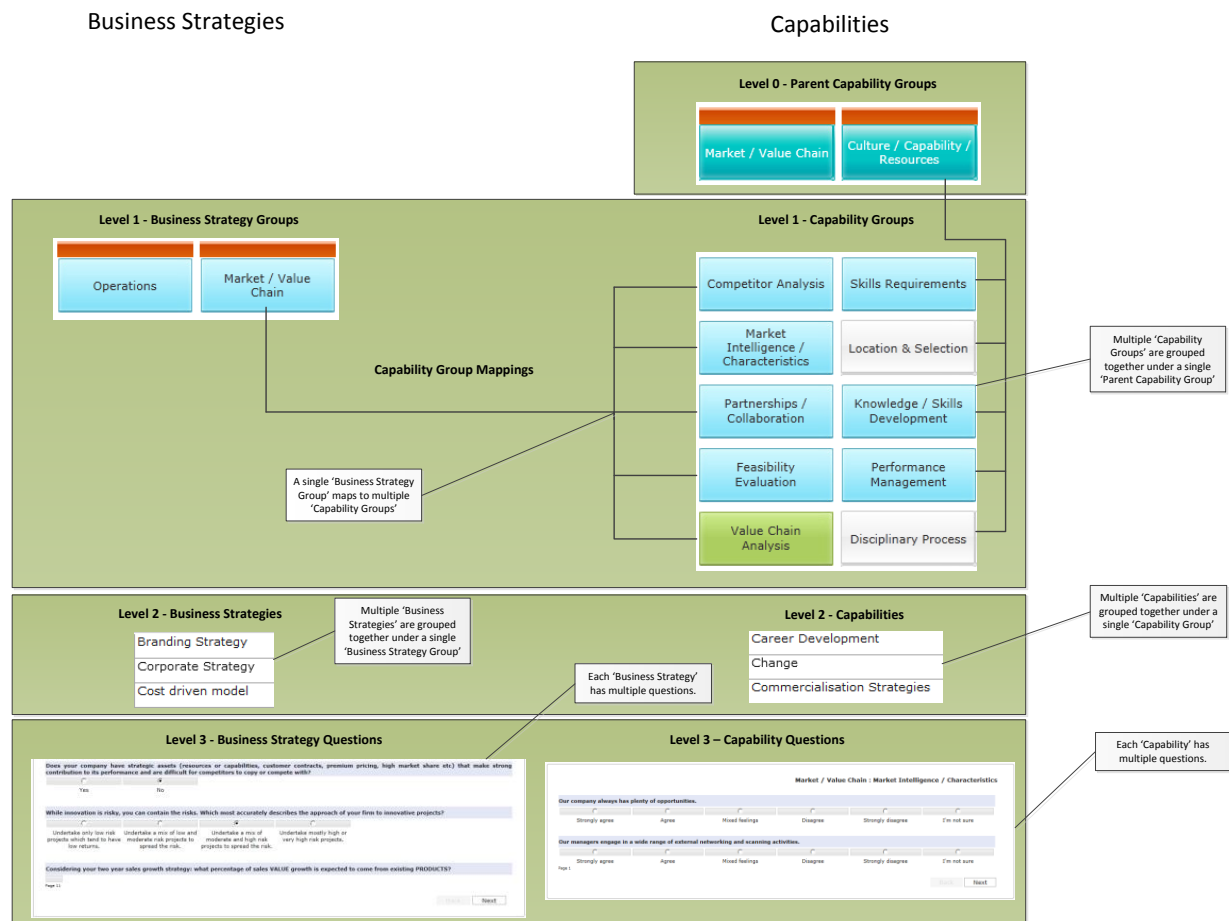 Business Strategies
Capabilities
Level 0 - Parent Capability Groups
Market / Value Chain
Culture / Capability /
Resources
Level 1 - Business Strategy Groups
Operations
Market / Value
Chain
Level 1 - Capability Groups
Competitor Analysis
Skills Requirements
Market
Intelligence /
Characteristics
Location & Selection
Partnerships /
Collaboration
Knowledge / Skills
Development
Feasibility
Evaluation
Performance
Management
Value Chain
Analysis
Disciplinary Process
Capability Group Mappings
A single ‘Business Strategy
Group’ maps to multiple
‘Capability Groups’
Multiple ‘Capability
Groups’ are grouped
together under a single
‘Parent Capability Group’
Level 2 - Business Strategies
Branding Strategy
Corporate Strategy
Cost driven model
Multiple ‘Business
Strategies’ are grouped
together under a single
‘Business Strategy Group’
Level 2 - Capabilities
Career Development
Change
Commercialisation Strategies
Multiple ‘Capabilities’ are
grouped together under a
single ‘Capability Group’
Each ‘Business Strategy’
has multiple questions.
Level 3 - Business Strategy Questions
Does your company have strategic assets (resources or capabilities, customer contracts, premium pricing, high market share etc) that make strong
contribution to its performance and are difficult for competitors to copy or compete with?
Yes
No
While innovation is risky, you can contain the risks. Which most accurately describes the approach of your firm to innovative projects?
Undertake only low risk
projects which tend to have
low returns.
Undertake a mix of low and
moderate risk projects to
spread the risk.
Undertake a mix of
moderate and high risk
projects to spread the risk.
Undertake mostly high or
very high risk projects.
Considering your two year sales growth strategy: what percentage of sales VALUE growth is expected to come from existing PRODUCTS?
Page 11
Next
Level 3 – Capability Questions
Market / Value Chain : Market Intelligence / Characteristics
Our company always has plenty of opportunities.
Strongly agree
Agree
Mixed feelings
Disagree
Strongly disagree
I'm not sure
Our managers engage in a wide range of external networking and scanning activities.
Strongly agree
Agree
Mixed feelings
Disagree
Strongly disagree
I'm not sure
Page 1
Next
Each ‘Capability’ has
multiple questions.